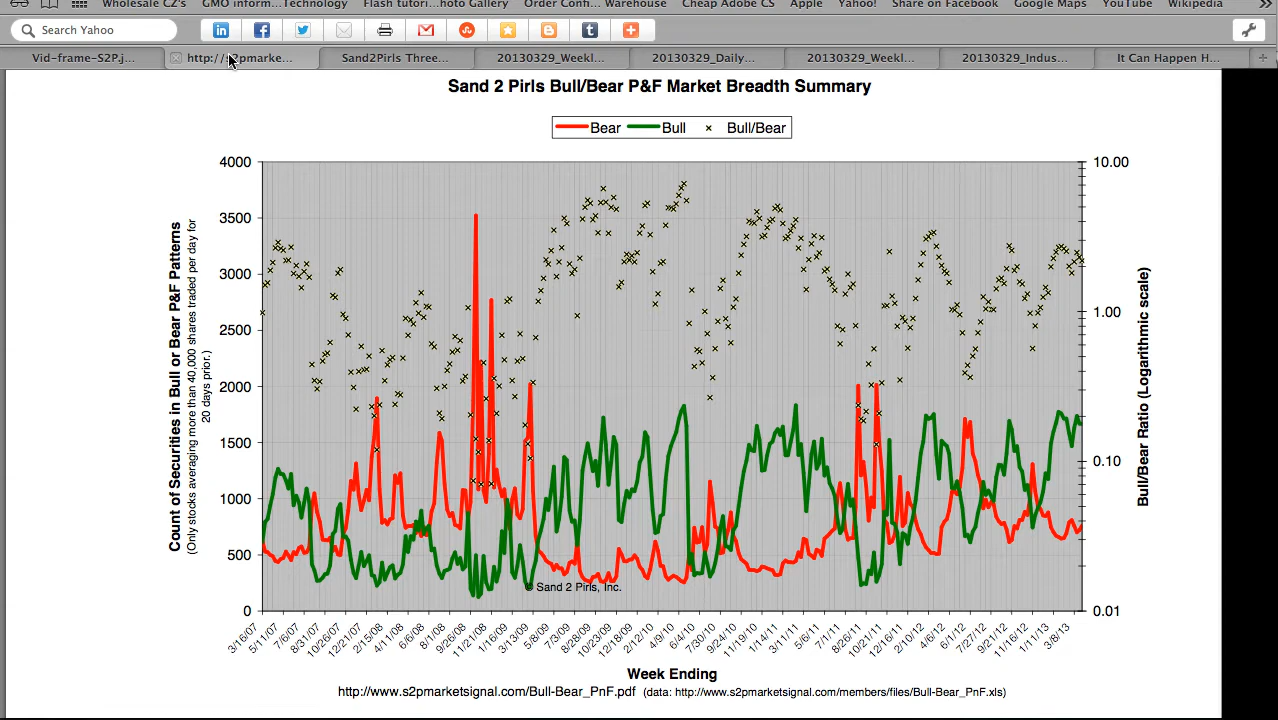 Wholesale CZ's GMO inform...Technology Flash tutori...hoto Gallery Order Confi... Warehouse Cheap Adobe CS Apple Yahoo! Share on Facebook Google Maps YouTube Wikipedia
Search Yahoo
Vid-frame-S2P.j... http://s2pmarke... Sand2Pirls Three... 20130329_Weekl... 20130329_Daily... 20130329_Weekl... 20130329_Indus... It Can Happen H...
Sand 2 Pirls Bull/Bear P&F Market Breadth Summary
Bear Bull × Bull/Bear
4000 10.00
3500
3000
2500 1.00
2000
1500
1000 0.10
500
0 0.01
Count of Securities in Bull or Bear P&F Patterns
(Only stocks averaging more than 40,000 shares traded per day for
20 days prior.)
Bull/Bear Ratio (Logarithmic scale)
© Sand 2 Pirls, Inc.
3/16/07 5/11/07 7/6/07 8/31/07 10/26/07 12/21/07 2/15/08 4/11/08 6/6/08 8/1/08 9/26/08 11/21/08 1/16/09 3/13/09 5/8/09 7/3/09 8/28/09 10/23/09 12/18/09 2/12/10 4/9/10 6/4/10 7/30/10 9/24/10 11/19/10 1/14/11 3/11/11 5/6/11 7/1/11 8/26/11 10/21/11 12/16/11 2/10/12 4/6/12 6/1/12 7/27/12 9/21/12 11/16/12 1/11/13 3/8/13
Week Ending
http://www.s2pmarketsignal.com/Bull-Bear_PnF.pdf (data: http://www.s2pmarketsignal.com/members/files/Bull-Bear_PnF.xls)